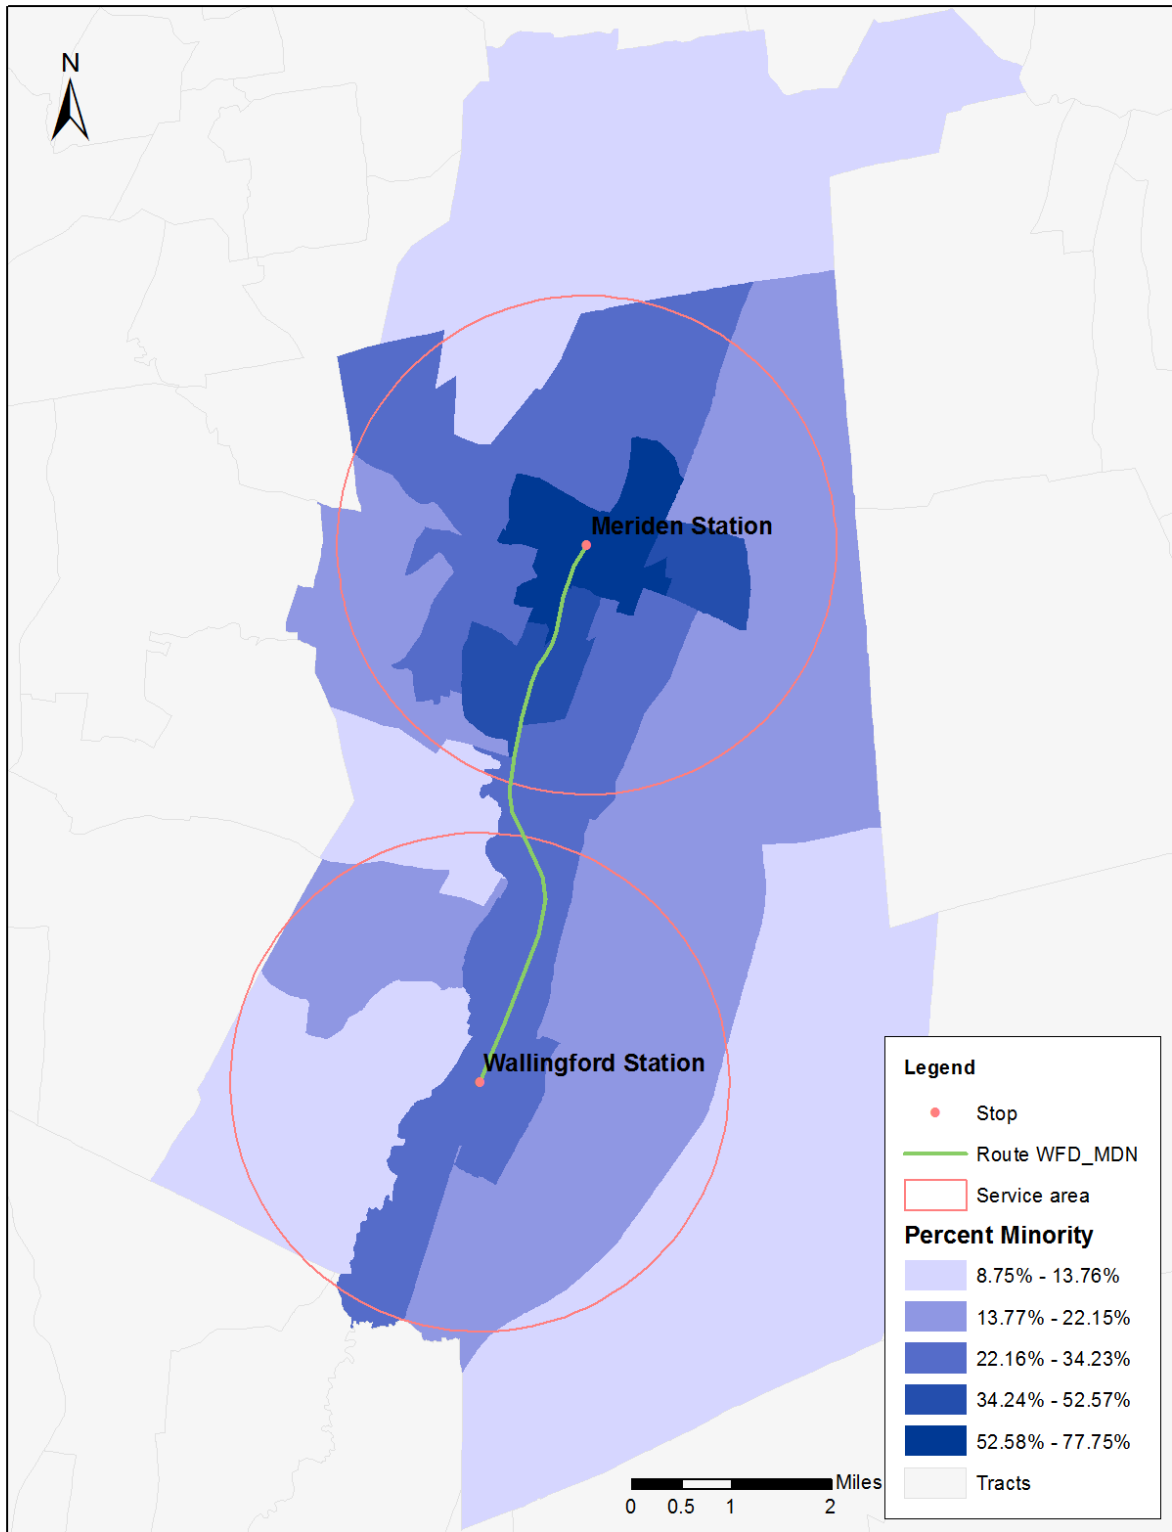 N
Meriden Station
Wallingford Station
Legend
Stop
Route WFD_MDN
Service area
Percent Minority
8.75% - 13.76%
13.77% - 22.15%
22.16% - 34.23%
34.24% - 52.57%
52.58% - 77.75%
Tracts
Miles
0 0.5 1 2